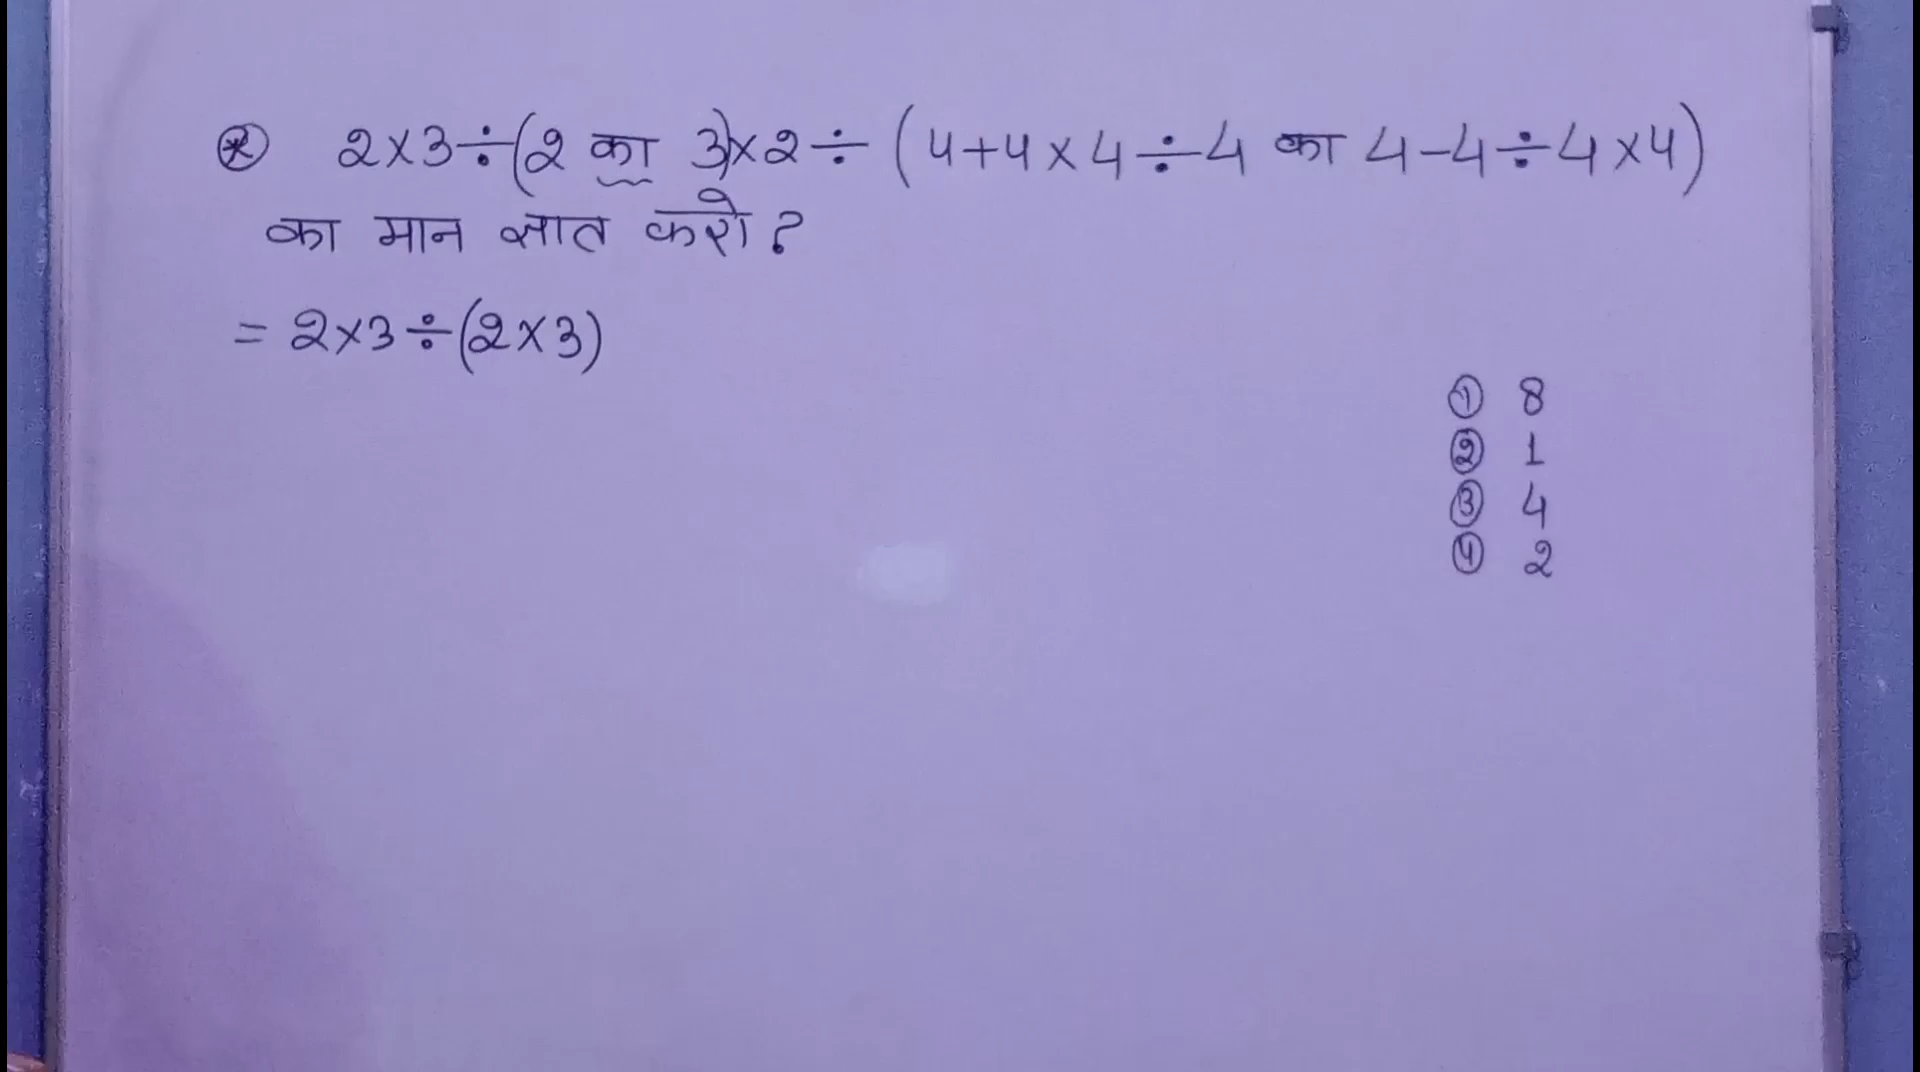 ⊛ 2×3÷(2 का 3)×2÷ (4+4×4÷4 का 4-4÷4×4)
का मान ज्ञात करो?
= 2×3÷(2×3)
① 8
② 1
③ 4
④ 2